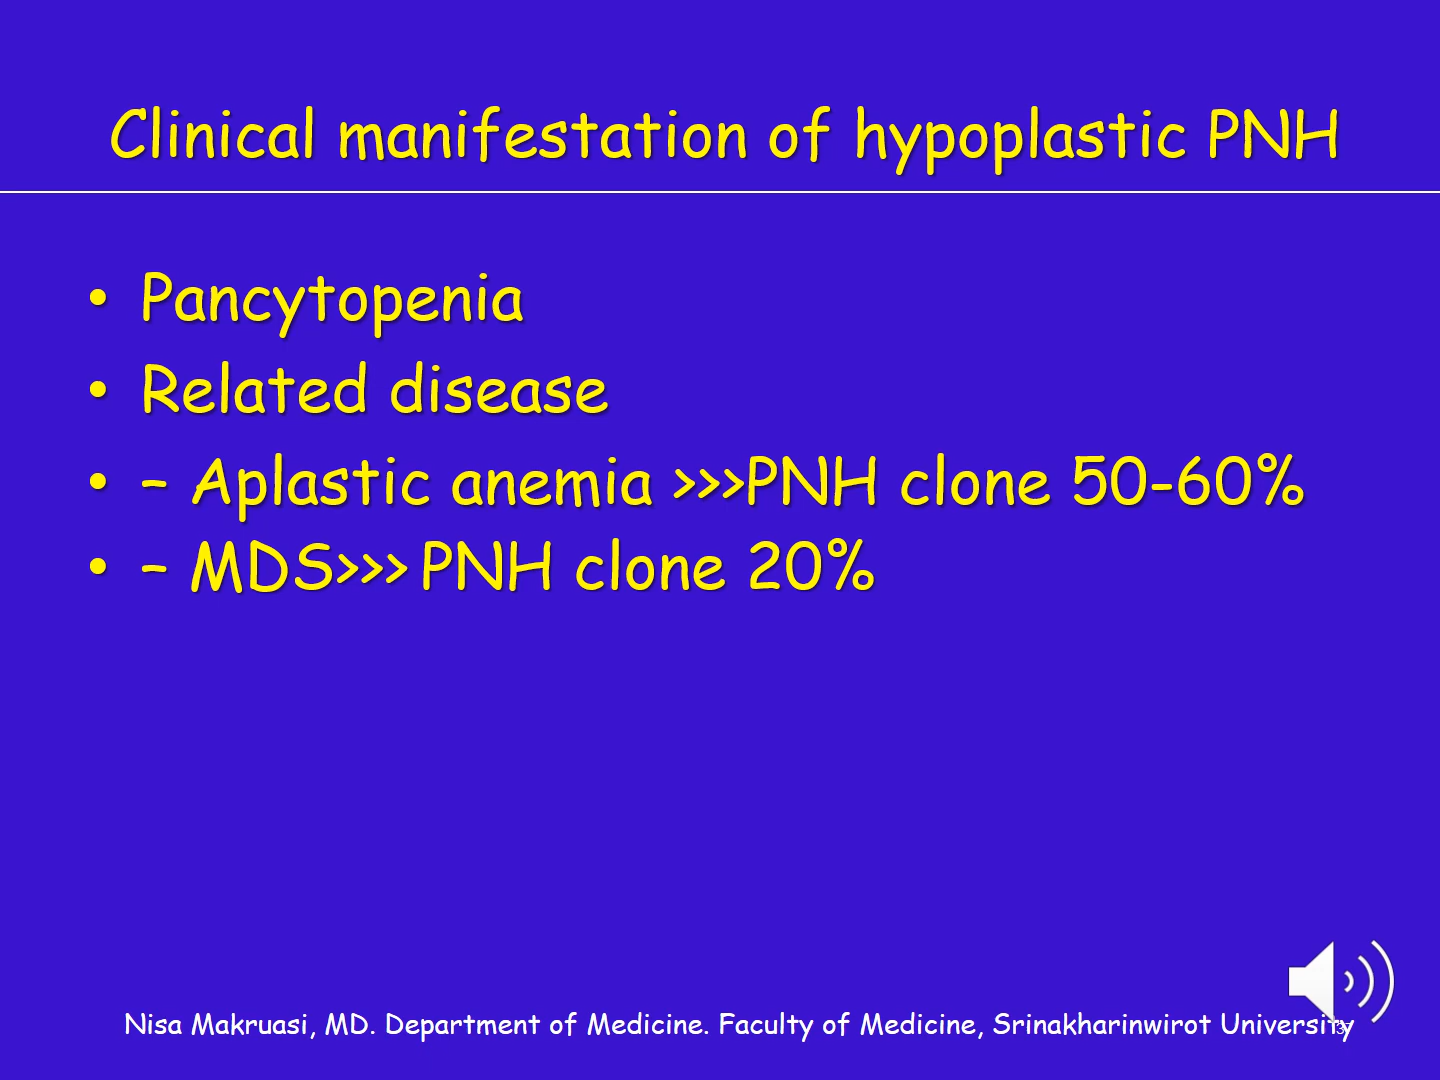 Clinical manifestation of hypoplastic PNH
• Pancytopenia
• Related disease
• – Aplastic anemia >>>PNH clone 50-60%
• – MDS>>> PNH clone 20%
Nisa Makruasi, MD. Department of Medicine. Faculty of Medicine, Srinakharinwirot University